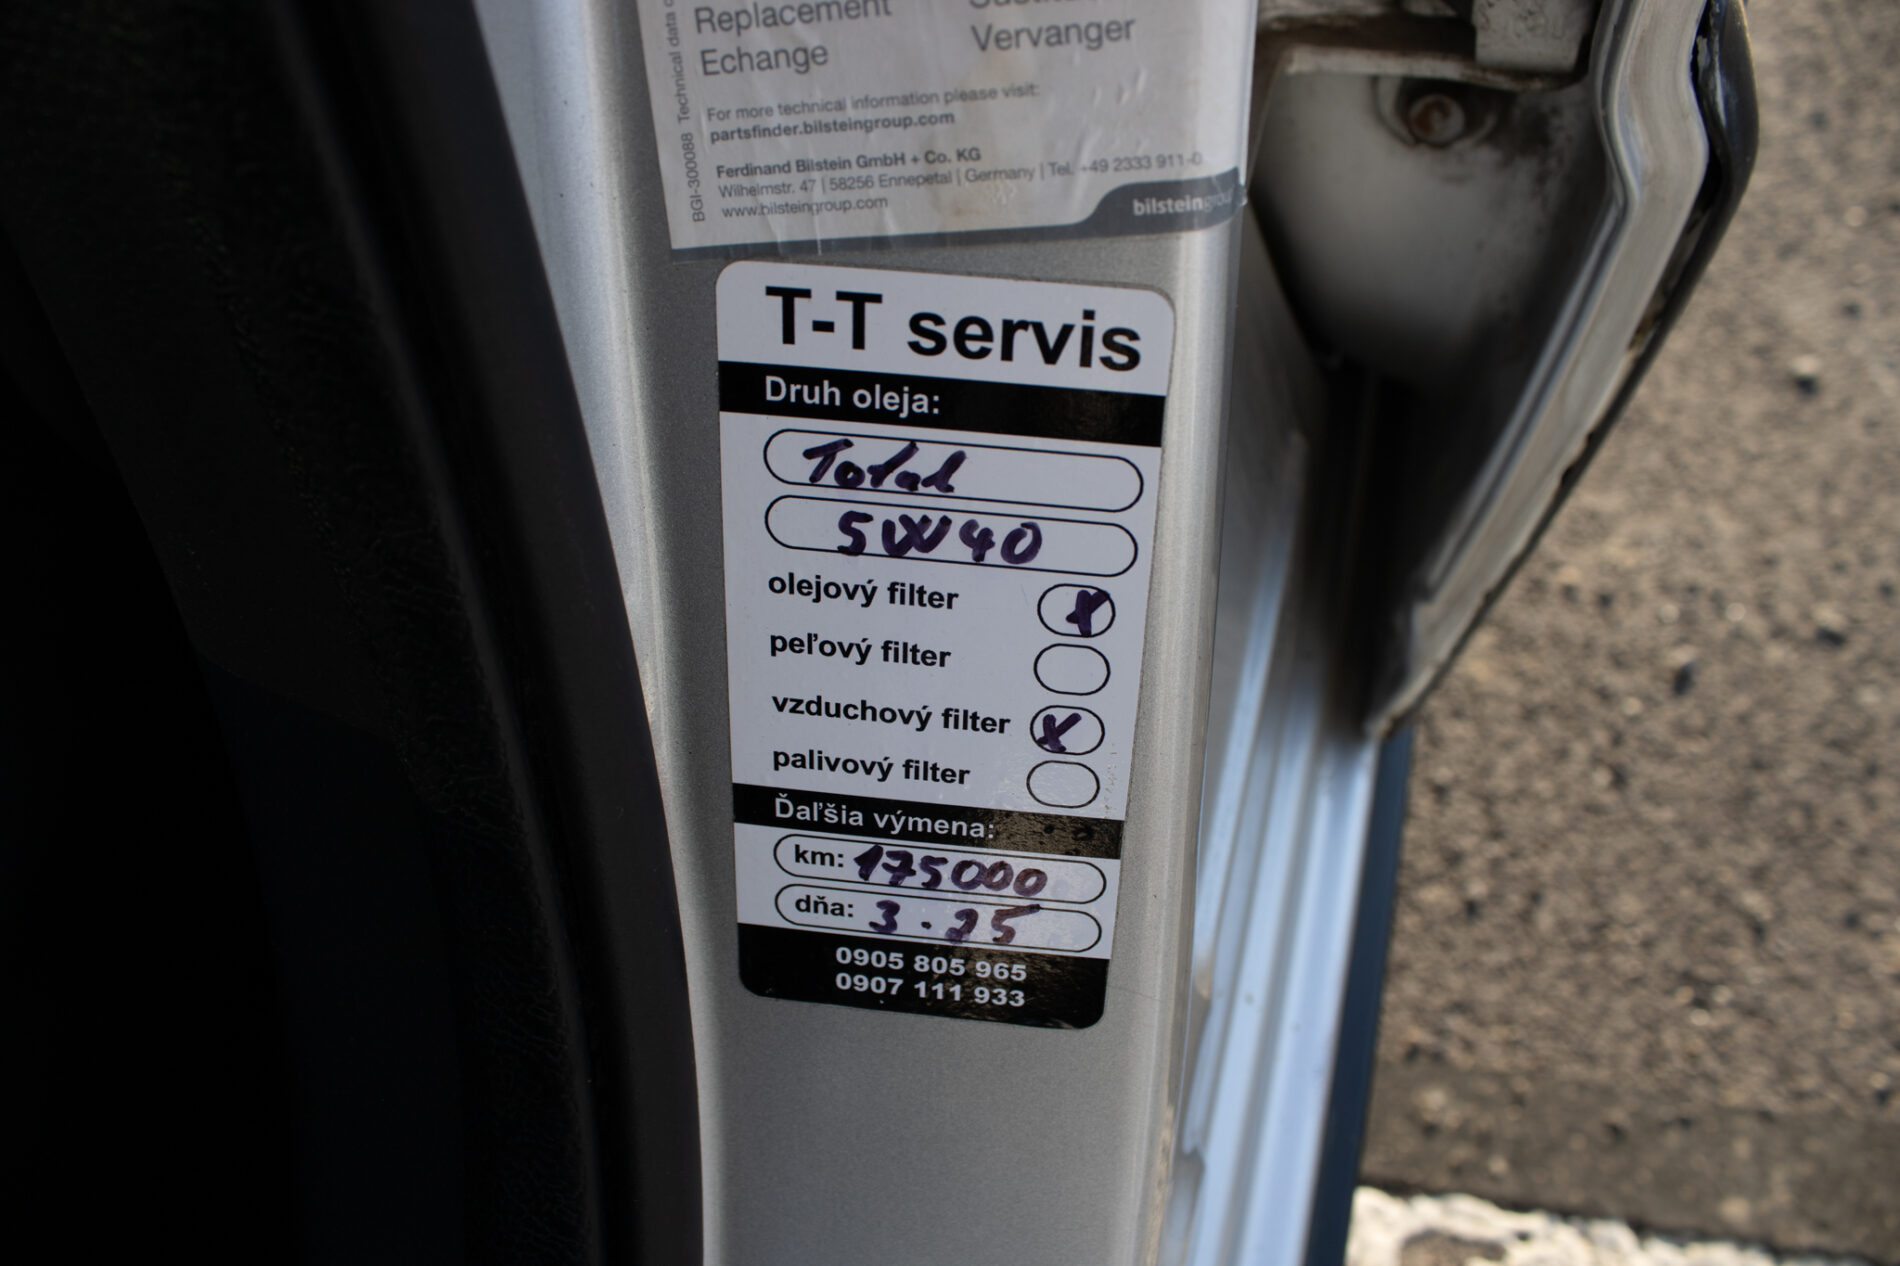 Replacement
Echange
Vervanger
For more technical information please visit:
partsfinder.bilsteingroup.com
Ferdinand Bilstein GmbH + Co. KG
Wilhelmstr. 47 | 58256 Ennepetal | Germany | Tel. +49 2333 911-0
www.bilsteingroup.com
bilsteingroup
BGI-300088 Technical data
T-T servis
Druh oleja:
Total
5W40
olejový filter X
peľový filter
vzduchový filter X
palivový filter
Ďaľšia výmena:
km: 175000
dňa: 3.25
0905 805 965
0907 111 933